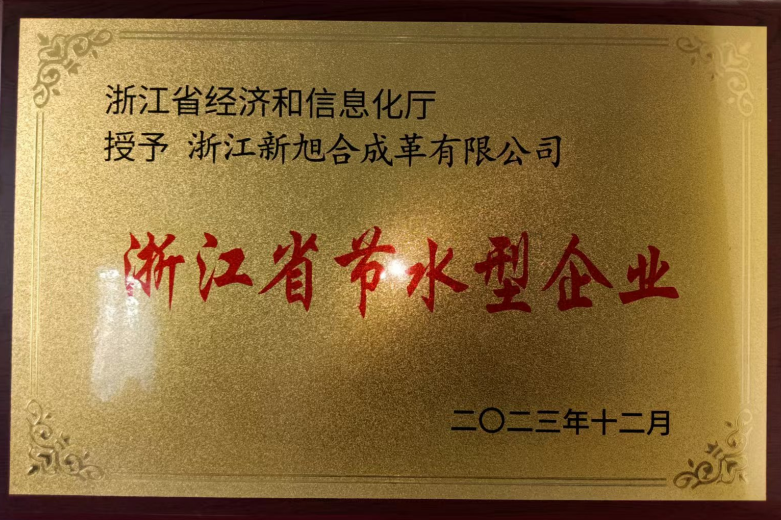 浙江省经济和信息化厅
授予 浙江新旭合成革有限公司
浙江省节水型企业
二〇二三年十二月